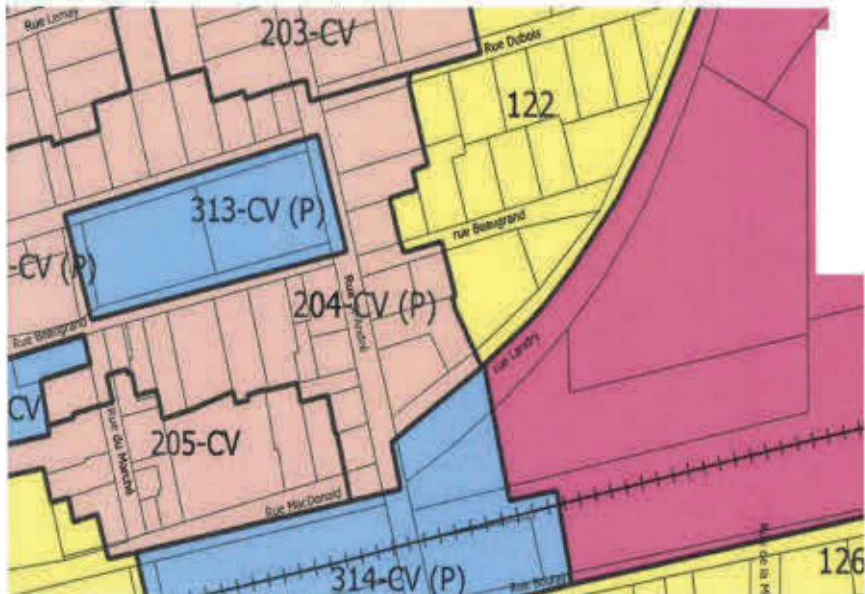 Rue Lemay
203-CV
Rue Dubois
122
313-CV (P)
rue Beaugrand
-CV (P)
204-CV (P)
Rue Beaugrand
rue Landry
CV
Rue du Marché
205-CV
Rue MacDonald
314-CV (P)
126